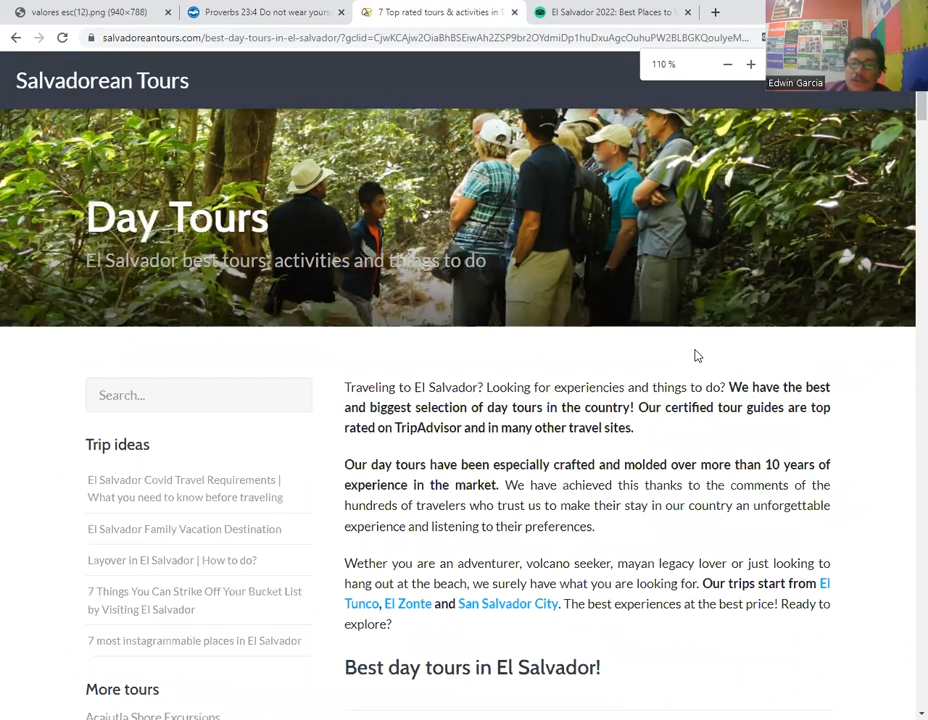 valores esc(12).png (940×788)
Proverbs 23:4 Do not wear yours
7 Top rated tours & activities in
El Salvador 2022: Best Places to
salvadoreantours.com/best-day-tours-in-el-salvador/?gclid=
110 %
Edwin Garcia
Salvadorean Tours
Day Tours
El Salvador best tours, activities and things to do
Search...
Trip ideas
El Salvador Covid Travel Requirements |
What you need to know before traveling
El Salvador Family Vacation Destination
Layover in El Salvador | How to do?
7 Things You Can Strike Off Your Bucket List
by Visiting El Salvador
7 most instagrammable places in El Salvador
More tours
Acajutla Shore Excursions
Traveling to El Salvador? Looking for experiencies and things to do? We have the best
and biggest selection of day tours in the country! Our certified tour guides are top
rated on TripAdvisor and in many other travel sites.
Our day tours have been especially crafted and molded over more than 10 years of
experience in the market. We have achieved this thanks to the comments of the
hundreds of travelers who trust us to make their stay in our country an unforgettable
experience and listening to their preferences.
Wether you are an adventurer, volcano seeker, mayan legacy lover or just looking to
hang out at the beach, we surely have what you are looking for. Our trips start from El
Tunco, El Zonte and San Salvador City. The best experiences at the best price! Ready to
explore?
Best day tours in El Salvador!